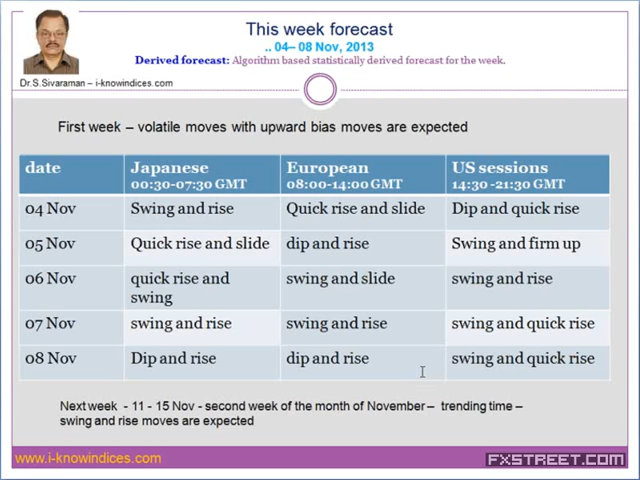 This week forecast
.. 04– 08 Nov, 2013
Derived forecast: Algorithm based statistically derived forecast for the week.
Dr.S.Sivaraman – i-knowindices.com
First week – volatile moves with upward bias moves are expected
date Japanese European US sessions
00:30-07:30 GMT 08:00-14:00 GMT 14:30 -21:30 GMT
04 Nov Swing and rise Quick rise and slide Dip and quick rise
05 Nov Quick rise and slide dip and rise Swing and firm up
06 Nov quick rise and swing and slide swing and rise
swing
07 Nov swing and rise swing and rise swing and quick rise
08 Nov Dip and rise dip and rise swing and quick rise
Next week - 11 - 15 Nov - second week of the month of November – trending time –
swing and rise moves are expected
www.i-knowindices.com
FXSTREET.COM